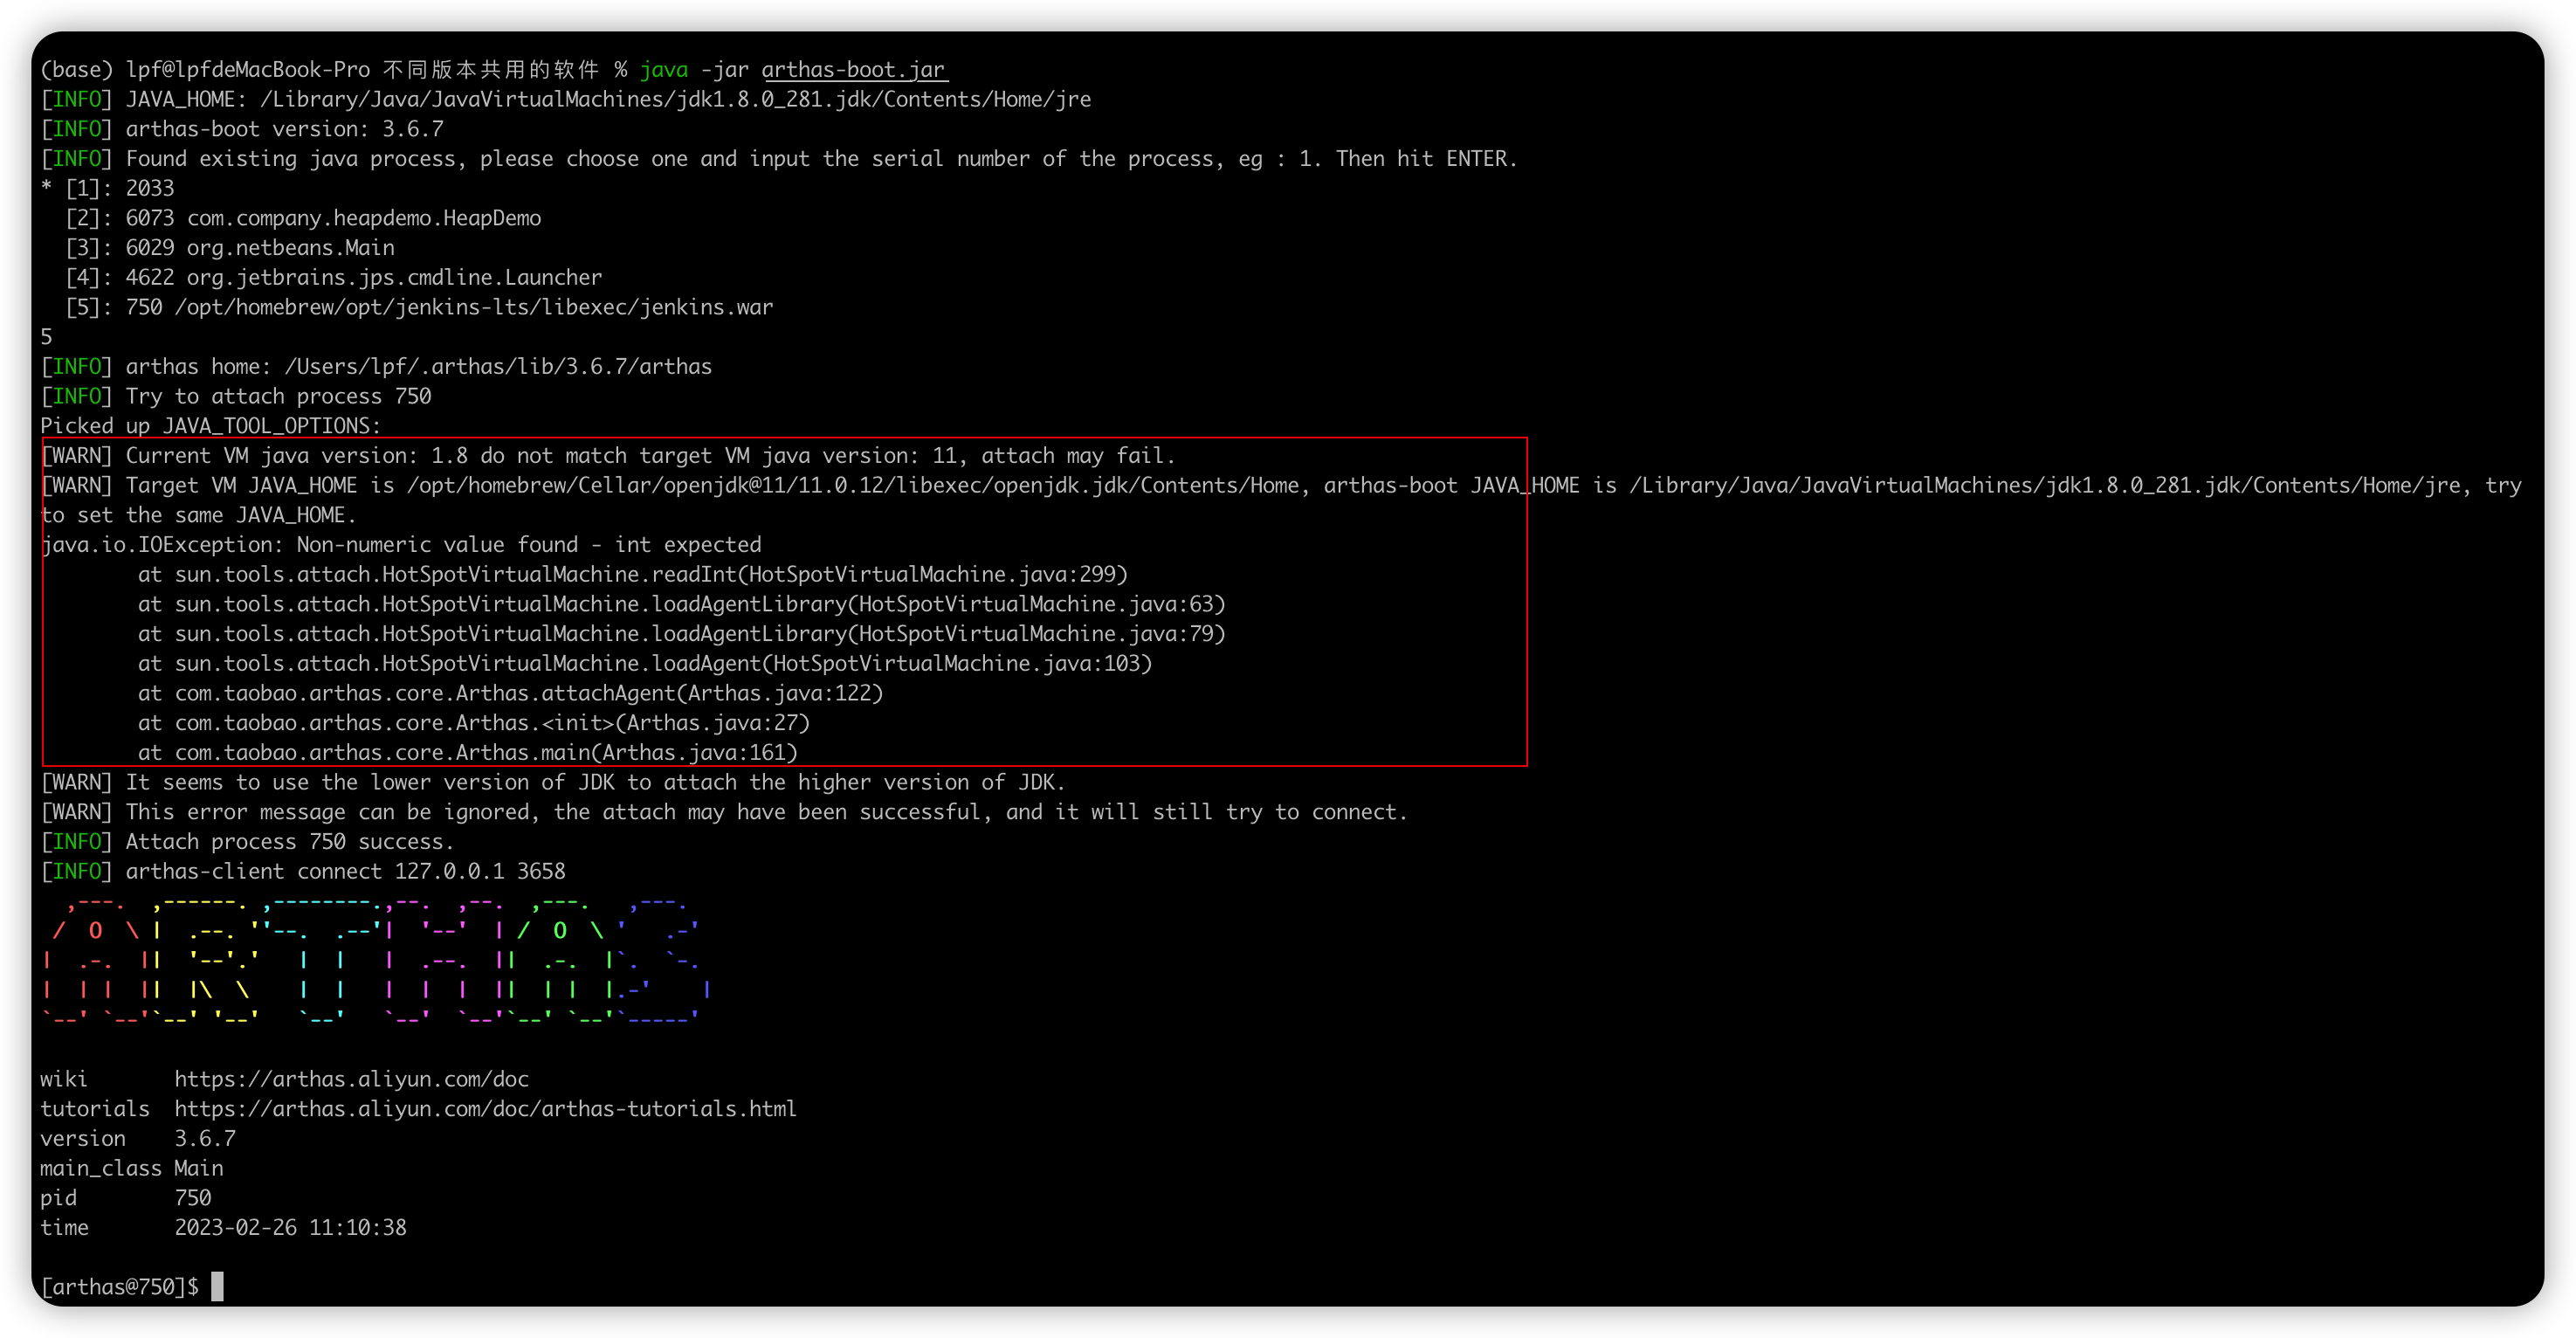 (base) lpf@lpfdeMacBook-Pro 不同版本共用的软件 % java -jar arthas-boot.jar
[INFO] JAVA_HOME: /Library/Java/JavaVirtualMachines/jdk1.8.0_281.jdk/Contents/Home/jre
[INFO] arthas-boot version: 3.6.7
[INFO] Found existing java process, please choose one and input the serial number of the process, eg : 1. Then hit ENTER.
* [1]: 2033
  [2]: 6073 com.company.heapdemo.HeapDemo
  [3]: 6029 org.netbeans.Main
  [4]: 4622 org.jetbrains.jps.cmdline.Launcher
  [5]: 750 /opt/homebrew/opt/jenkins-lts/libexec/jenkins.war
5
[INFO] arthas home: /Users/lpf/.arthas/lib/3.6.7/arthas
[INFO] Try to attach process 750
Picked up JAVA_TOOL_OPTIONS:
[WARN] Current VM java version: 1.8 do not match target VM java version: 11, attach may fail.
[WARN] Target VM JAVA_HOME is /opt/homebrew/Cellar/openjdk@11/11.0.12/libexec/openjdk.jdk/Contents/Home, arthas-boot JAVA_HOME is /Library/Java/JavaVirtualMachines/jdk1.8.0_281.jdk/Contents/Home/jre, try
to set the same JAVA_HOME.
java.io.IOException: Non-numeric value found - int expected
        at sun.tools.attach.HotSpotVirtualMachine.readInt(HotSpotVirtualMachine.java:299)
        at sun.tools.attach.HotSpotVirtualMachine.loadAgentLibrary(HotSpotVirtualMachine.java:63)
        at sun.tools.attach.HotSpotVirtualMachine.loadAgentLibrary(HotSpotVirtualMachine.java:79)
        at sun.tools.attach.HotSpotVirtualMachine.loadAgent(HotSpotVirtualMachine.java:103)
        at com.taobao.arthas.core.Arthas.attachAgent(Arthas.java:122)
        at com.taobao.arthas.core.Arthas.<init>(Arthas.java:27)
        at com.taobao.arthas.core.Arthas.main(Arthas.java:161)
[WARN] It seems to use the lower version of JDK to attach the higher version of JDK.
[WARN] This error message can be ignored, the attach may have been successful, and it will still try to connect.
[INFO] Attach process 750 success.
[INFO] arthas-client connect 127.0.0.1 3658
ARTHAS
wiki       https://arthas.aliyun.com/doc
tutorials  https://arthas.aliyun.com/doc/arthas-tutorials.html
version    3.6.7
main_class Main
pid        750
time       2023-02-26 11:10:38
[arthas@750]$